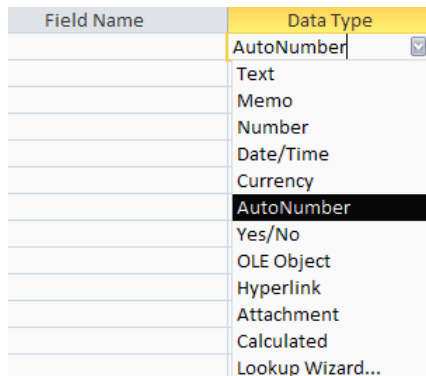 Field Name Data Type
AutoNumber
Text
Memo
Number
Date/Time
Currency
AutoNumber
Yes/No
OLE Object
Hyperlink
Attachment
Calculated
Lookup Wizard...